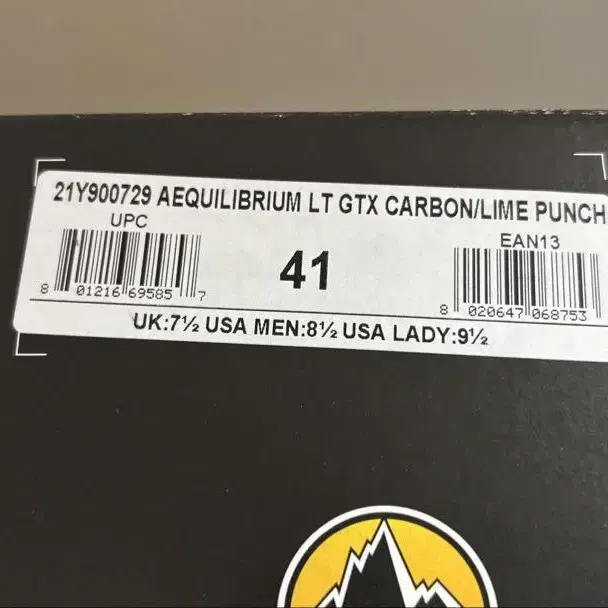 21Y900729 AEQUILIBRIUM LT GTX CARBON/LIME PUNCH
UPC
EAN13
41
8 01216 69585 7
8 020647 068753
UK:7½ USA MEN:8½ USA LADY:9½